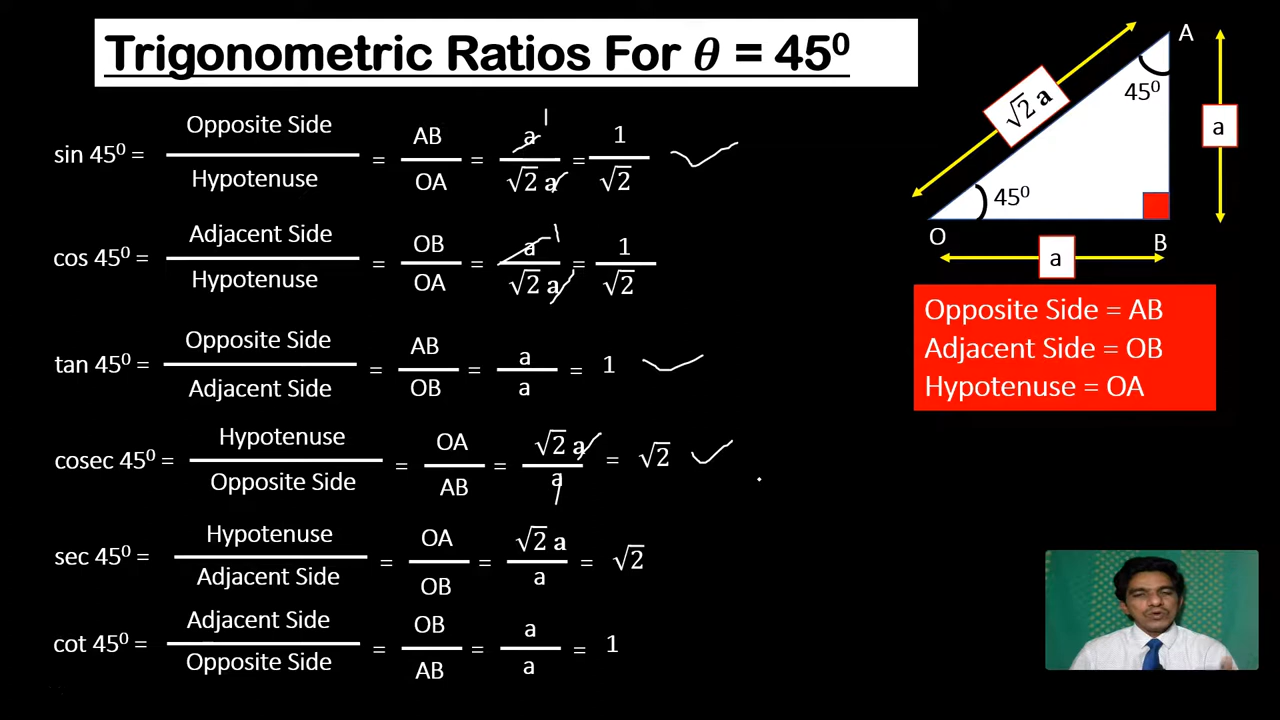 Trigonometric Ratios For θ = 45⁰
sin 45⁰ = Opposite Side / Hypotenuse = AB / OA = a / √2 a = 1 / √2
1
cos 45⁰ = Adjacent Side / Hypotenuse = OB / OA = a / √2 a = 1 / √2
1
tan 45⁰ = Opposite Side / Adjacent Side = AB / OB = a / a = 1
cosec 45⁰ = Hypotenuse / Opposite Side = OA / AB = √2 a / a = √2
sec 45⁰ = Hypotenuse / Adjacent Side = OA / OB = √2 a / a = √2
cot 45⁰ = Adjacent Side / Opposite Side = OB / AB = a / a = 1
A
√2 a
45⁰
a
45⁰
O
B
a
Opposite Side = AB
Adjacent Side = OB
Hypotenuse = OA